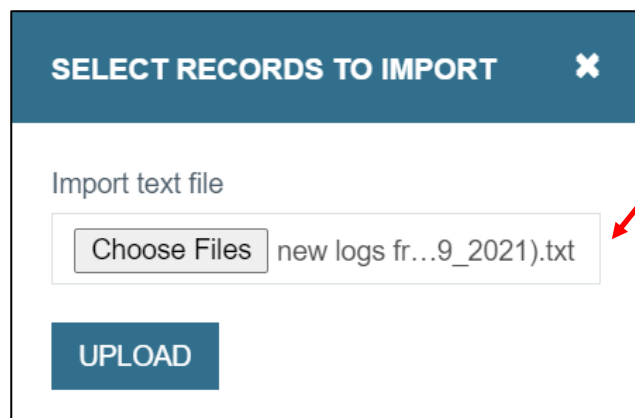 SELECT RECORDS TO IMPORT ✖
Import text file
Choose Files new logs fr…9_2021).txt
UPLOAD